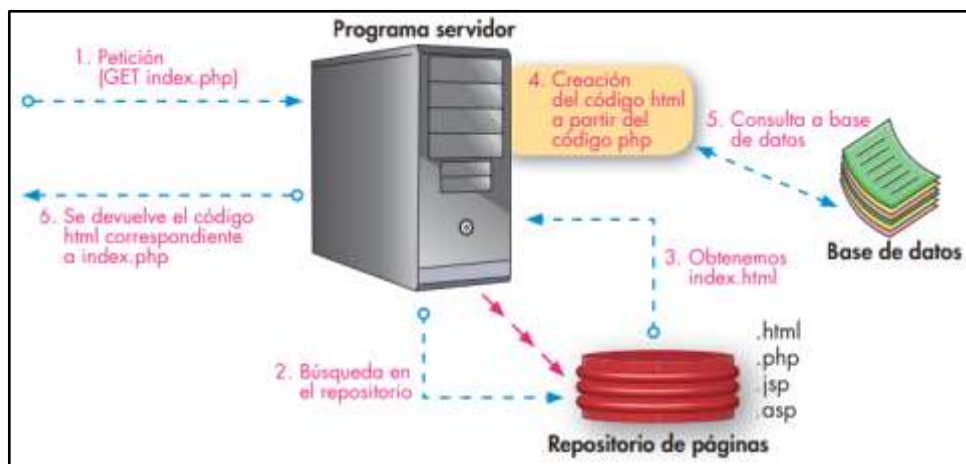 Programa servidor
1. Petición
(GET index.php)
4. Creación
del código html
a partir del
código php
5. Consulta a base
de datos
6. Se devuelve el código
html correspondiente
a index.php
Base de datos
3. Obtenemos
index.html
2. Búsqueda en
el repositorio
.html
.php
.jsp
.asp
Repositorio de páginas